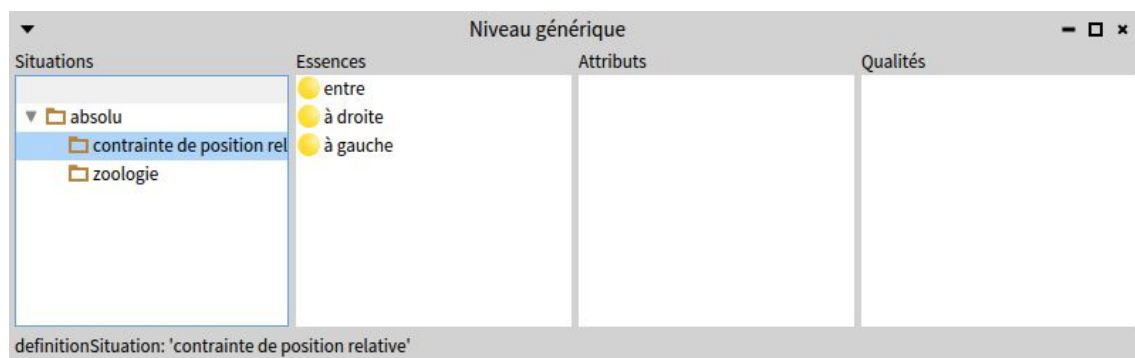 Niveau générique
Situations Essences Attributs Qualités
entre
absolu à droite
contrainte de position rel à gauche
zoologie
definitionSituation: 'contrainte de position relative'